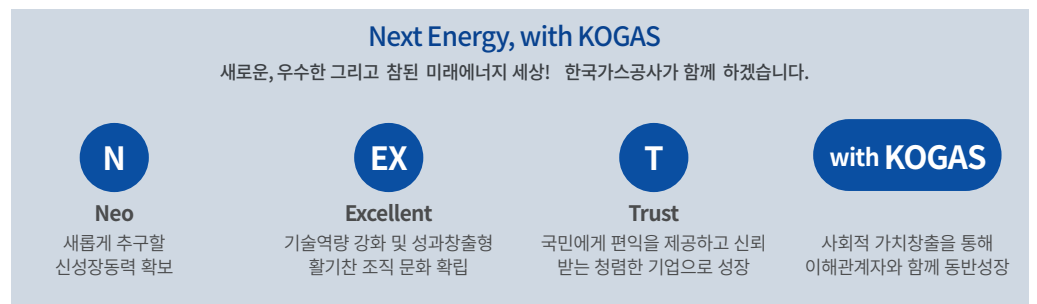 Next Energy, with KOGAS
새로운, 우수한 그리고 참된 미래에너지 세상! 한국가스공사가 함께 하겠습니다.
N
EX
T
with KOGAS
Neo
Excellent
Trust
새롭게 추구할
신성장동력 확보
기술역량 강화 및 성과창출형
활기찬 조직 문화 확립
국민에게 편익을 제공하고 신뢰
받는 청렴한 기업으로 성장
사회적 가치창출을 통해
이해관계자와 함께 동반성장